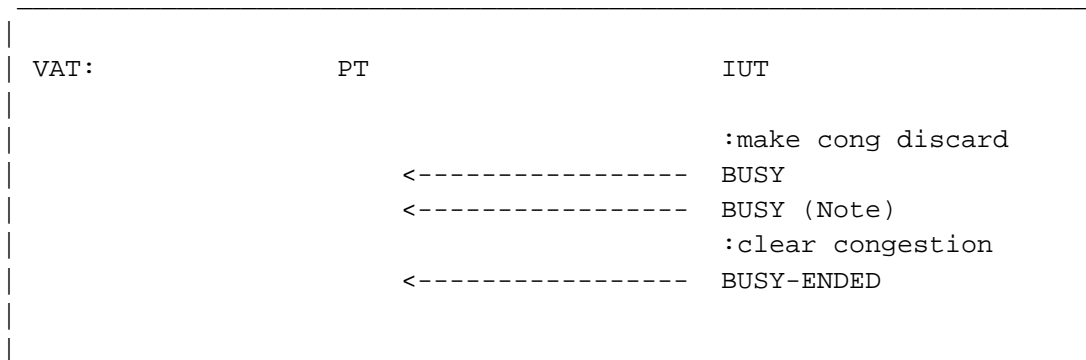 VAT: PT IUT
:make cong discard
<----------------- BUSY
<----------------- BUSY (Note)
:clear congestion
<----------------- BUSY-ENDED